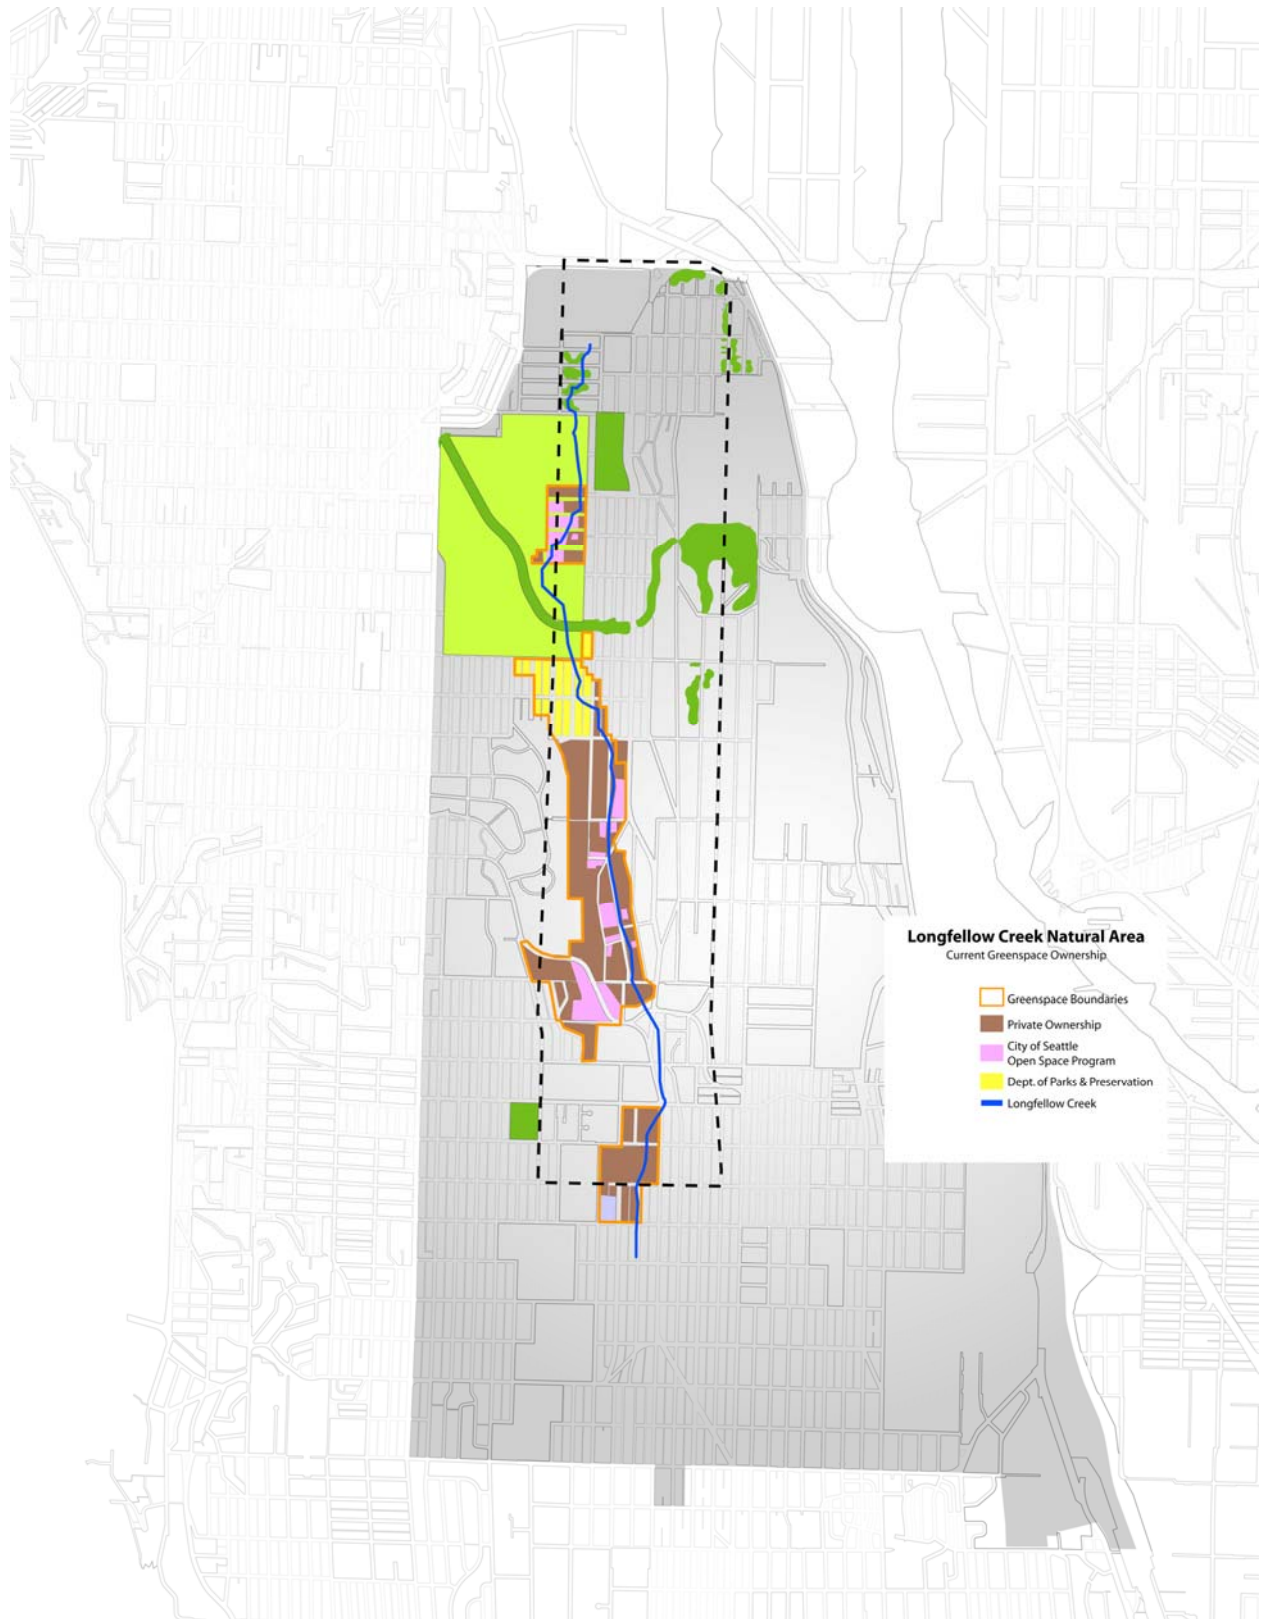 Longfellow Creek Natural Area
Current Greenspace Ownership
Greenspace Boundaries
Private Ownership
City of Seattle
Open Space Program
Dept. of Parks & Preservation
Longfellow Creek